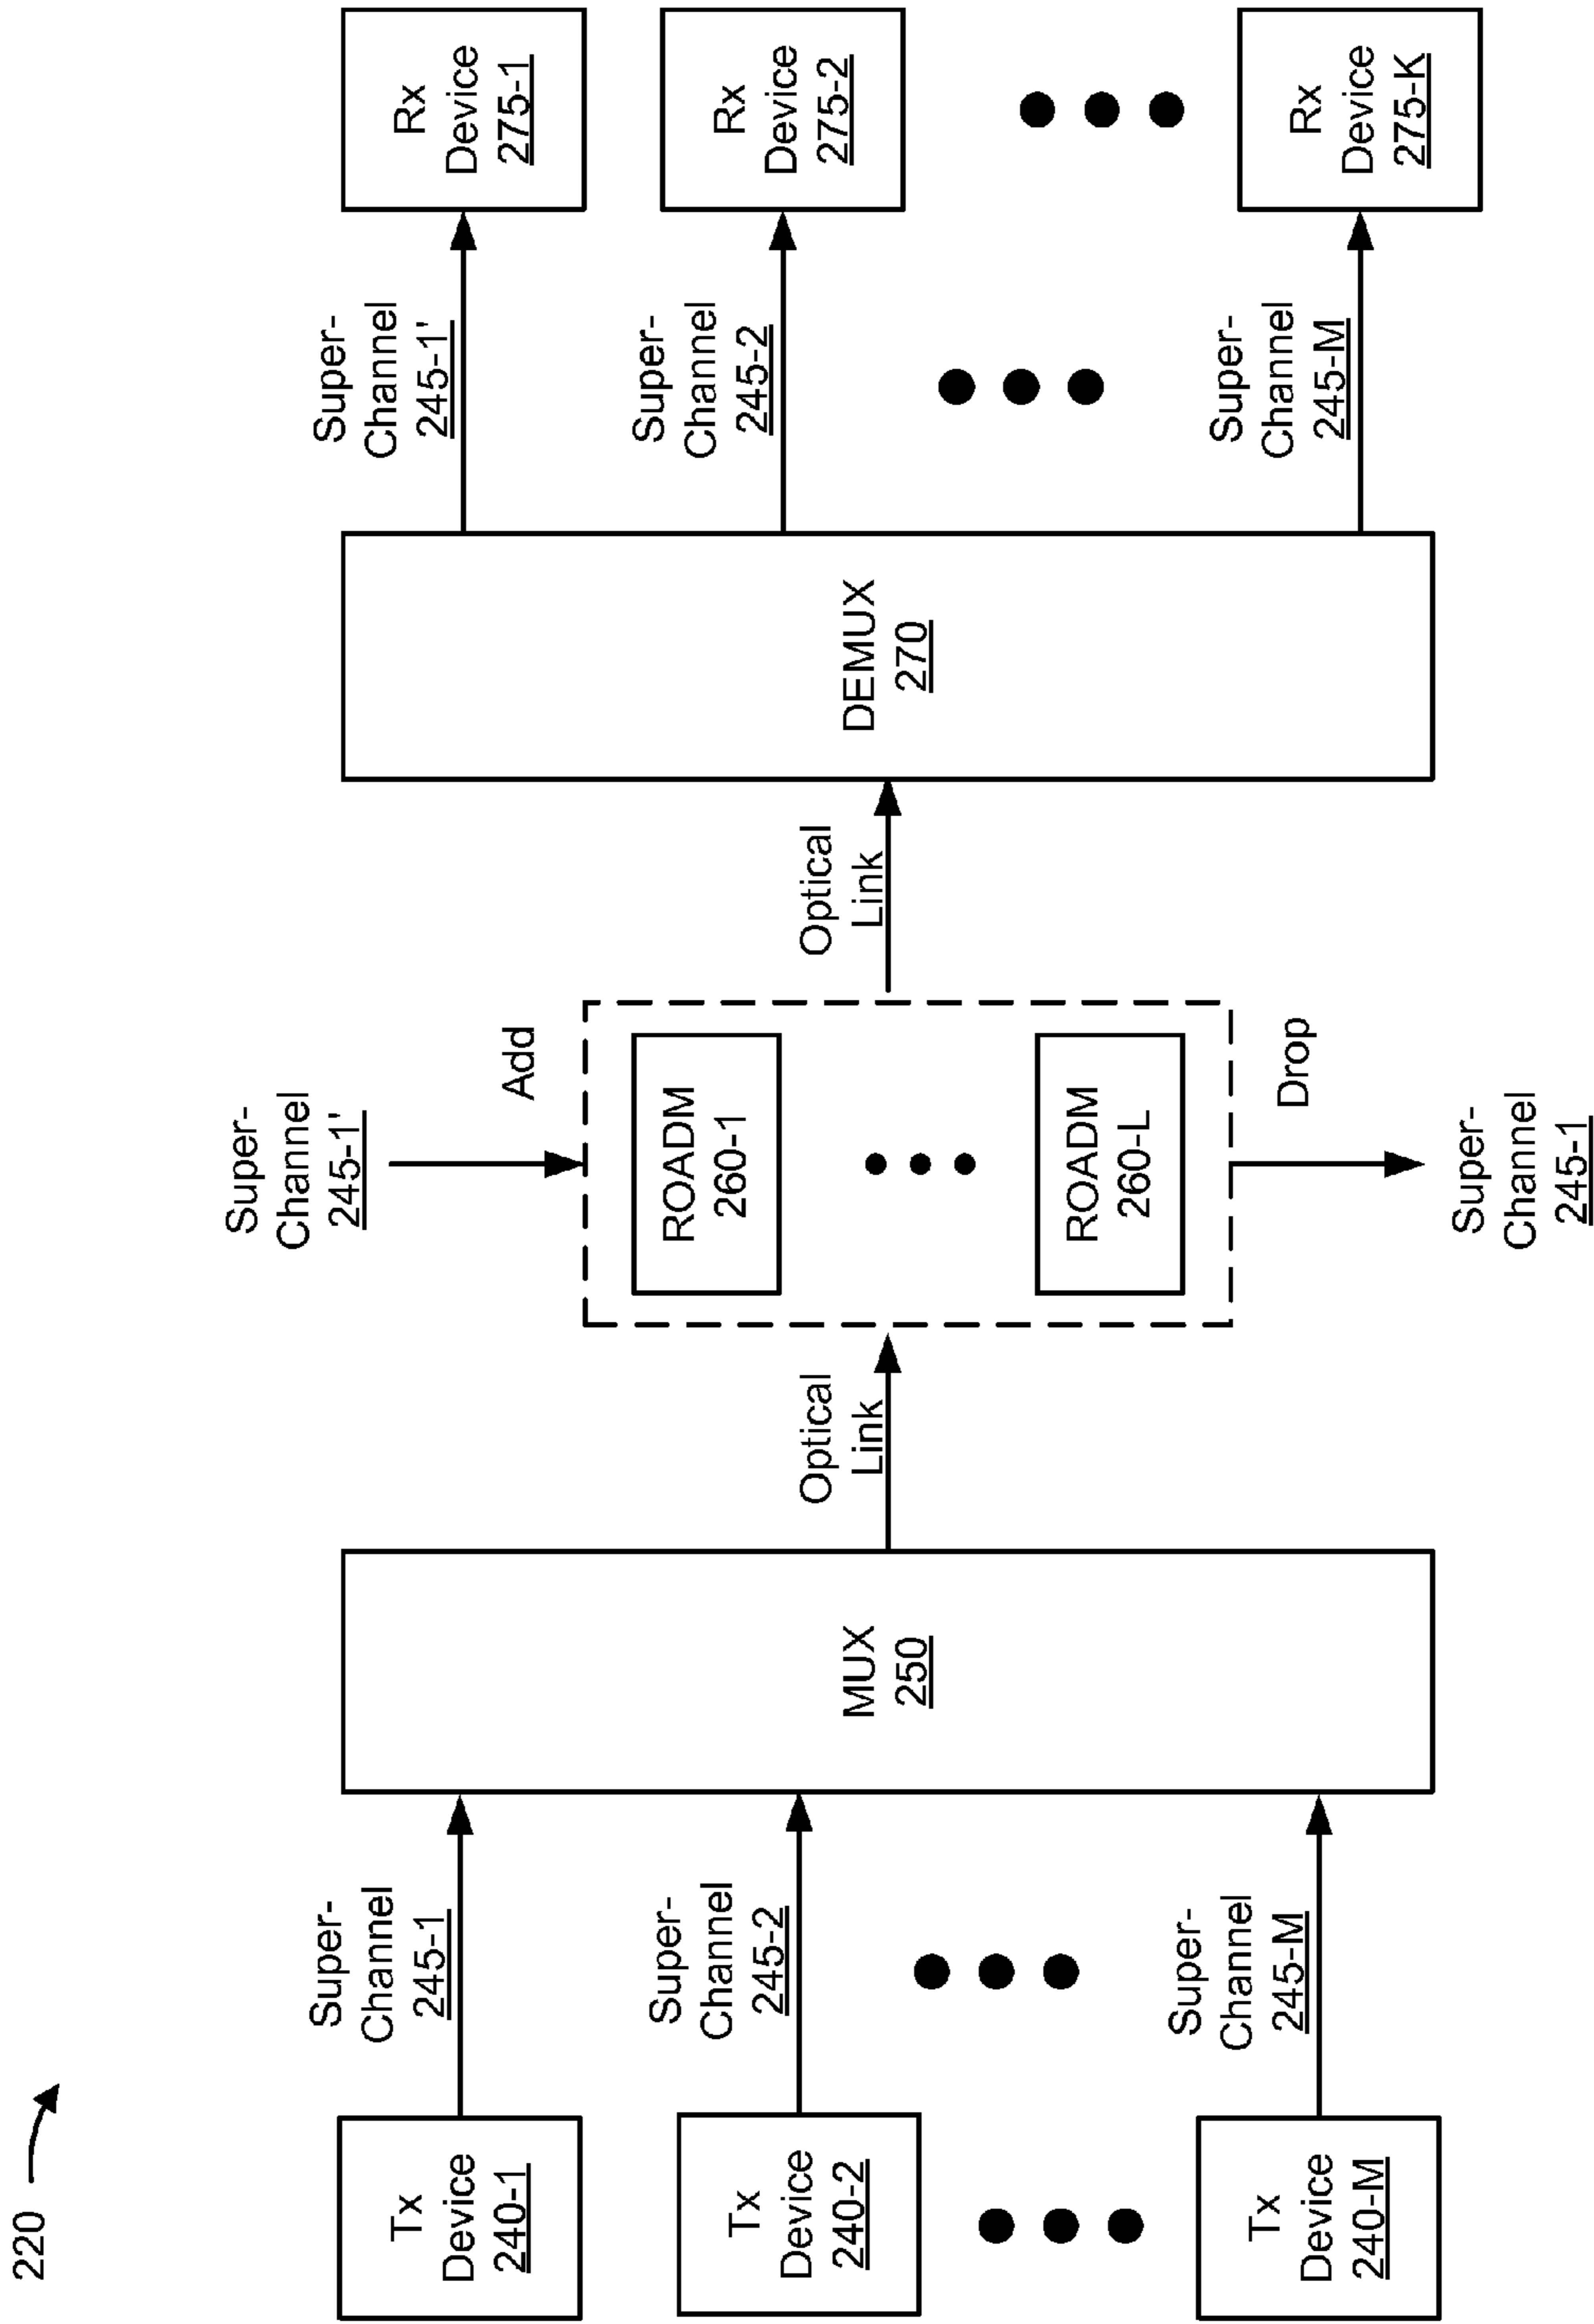 220
Tx
Device
240-1
Super-
Channel
245-1
Tx
Device
240-2
Super-
Channel
245-2
Tx
Device
240-M
Super-
Channel
245-M
MUX
250
Optical
Link
Super-
Channel
245-1'
Add
ROADM
260-1
ROADM
260-L
Drop
Super-
Channel
245-1
Optical
Link
DEMUX
270
Super-
Channel
245-1'
Rx
Device
275-1
Super-
Channel
245-2
Rx
Device
275-2
Super-
Channel
245-M
Rx
Device
275-K